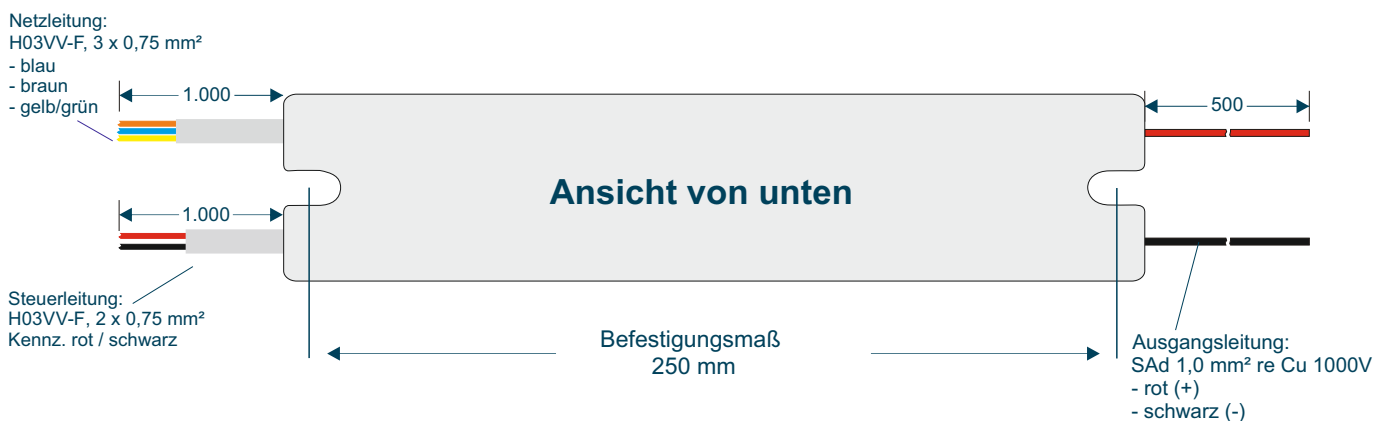 Netzleitung:
H03VV-F, 3 x 0,75 mm²
- blau
- braun
- gelb/grün
1.000
500
Ansicht von unten
1.000
Steuerleitung:
H03VV-F, 2 x 0,75 mm²
Kennz. rot / schwarz
Befestigungsmaß
250 mm
Ausgangsleitung:
SAd 1,0 mm² re Cu 1000V
- rot (+)
- schwarz (-)